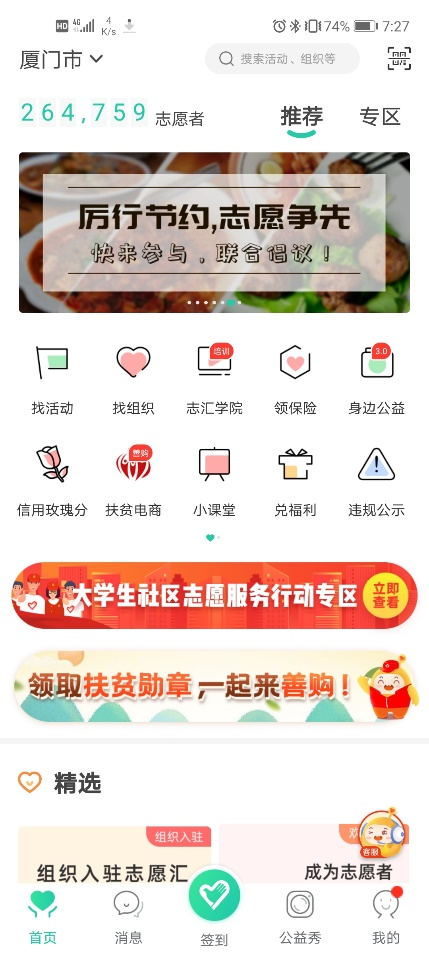 HD 4G 4 K/s 74% 7:27
厦门市 搜索活动、组织等
264,759 志愿者 推荐 专区
厉行节约,志愿争先
快来参与，联合倡议！
培训 3.0
找活动 找组织 志汇学院 领保险 身边公益
善购
信用玫瑰分 扶贫电商 小课堂 兑福利 违规公示
大学生社区志愿服务行动专区 立即
查看
领取扶贫勋章,一起来善购！
精选
组织入驻
组织入驻志愿汇 成为志愿者
客服
首页 消息 签到 公益秀 我的